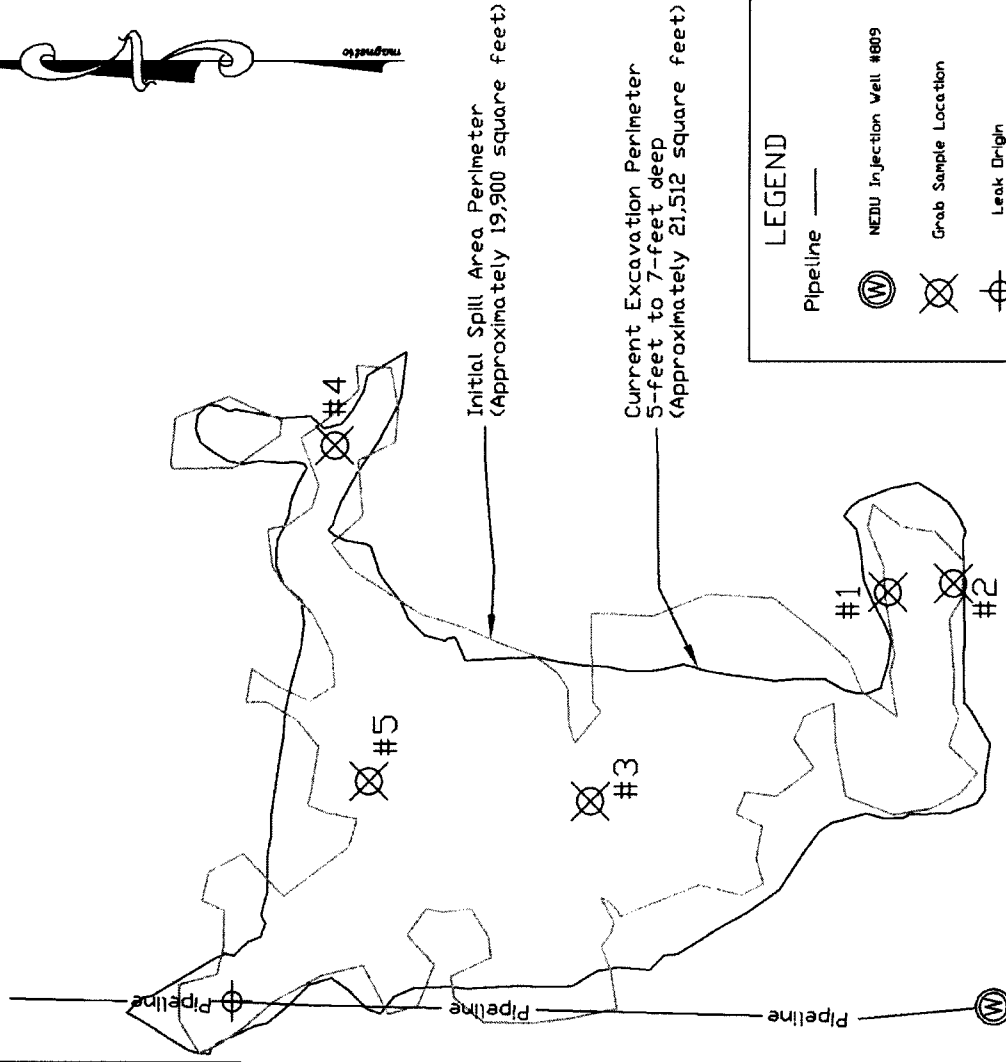 magnetic
Initial Spill Area Perimeter
(Approximately 19,900 square feet)
Current Excavation Perimeter
5-feet to 7-feet deep
(Approximately 21,512 square feet)
#4
#5
#3
#1
#2
Pipeline
Pipeline
Pipeline
W
LEGEND
Pipeline
W NEDU Injection Well #809
Grab Sample Location
Leak Origin